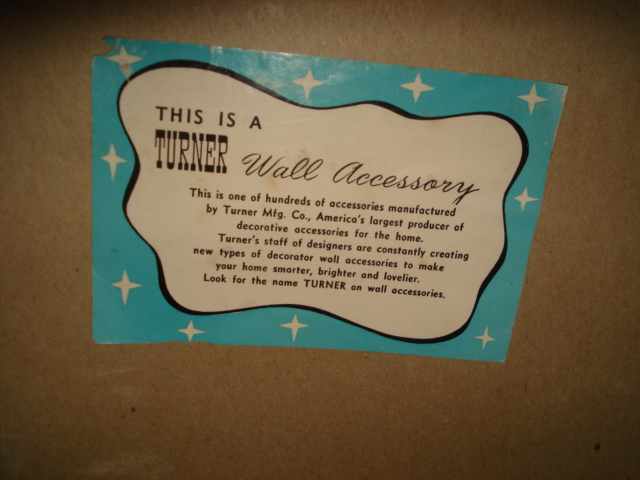 THIS IS A
TURNER Wall Accessory
This is one of hundreds of accessories manufactured
by Turner Mfg. Co., America's largest producer of
decorative accessories for the home.
Turner's staff of designers are constantly creating
new types of decorator wall accessories to make
your home smarter, brighter and lovelier.
Look for the name TURNER on wall accessories.